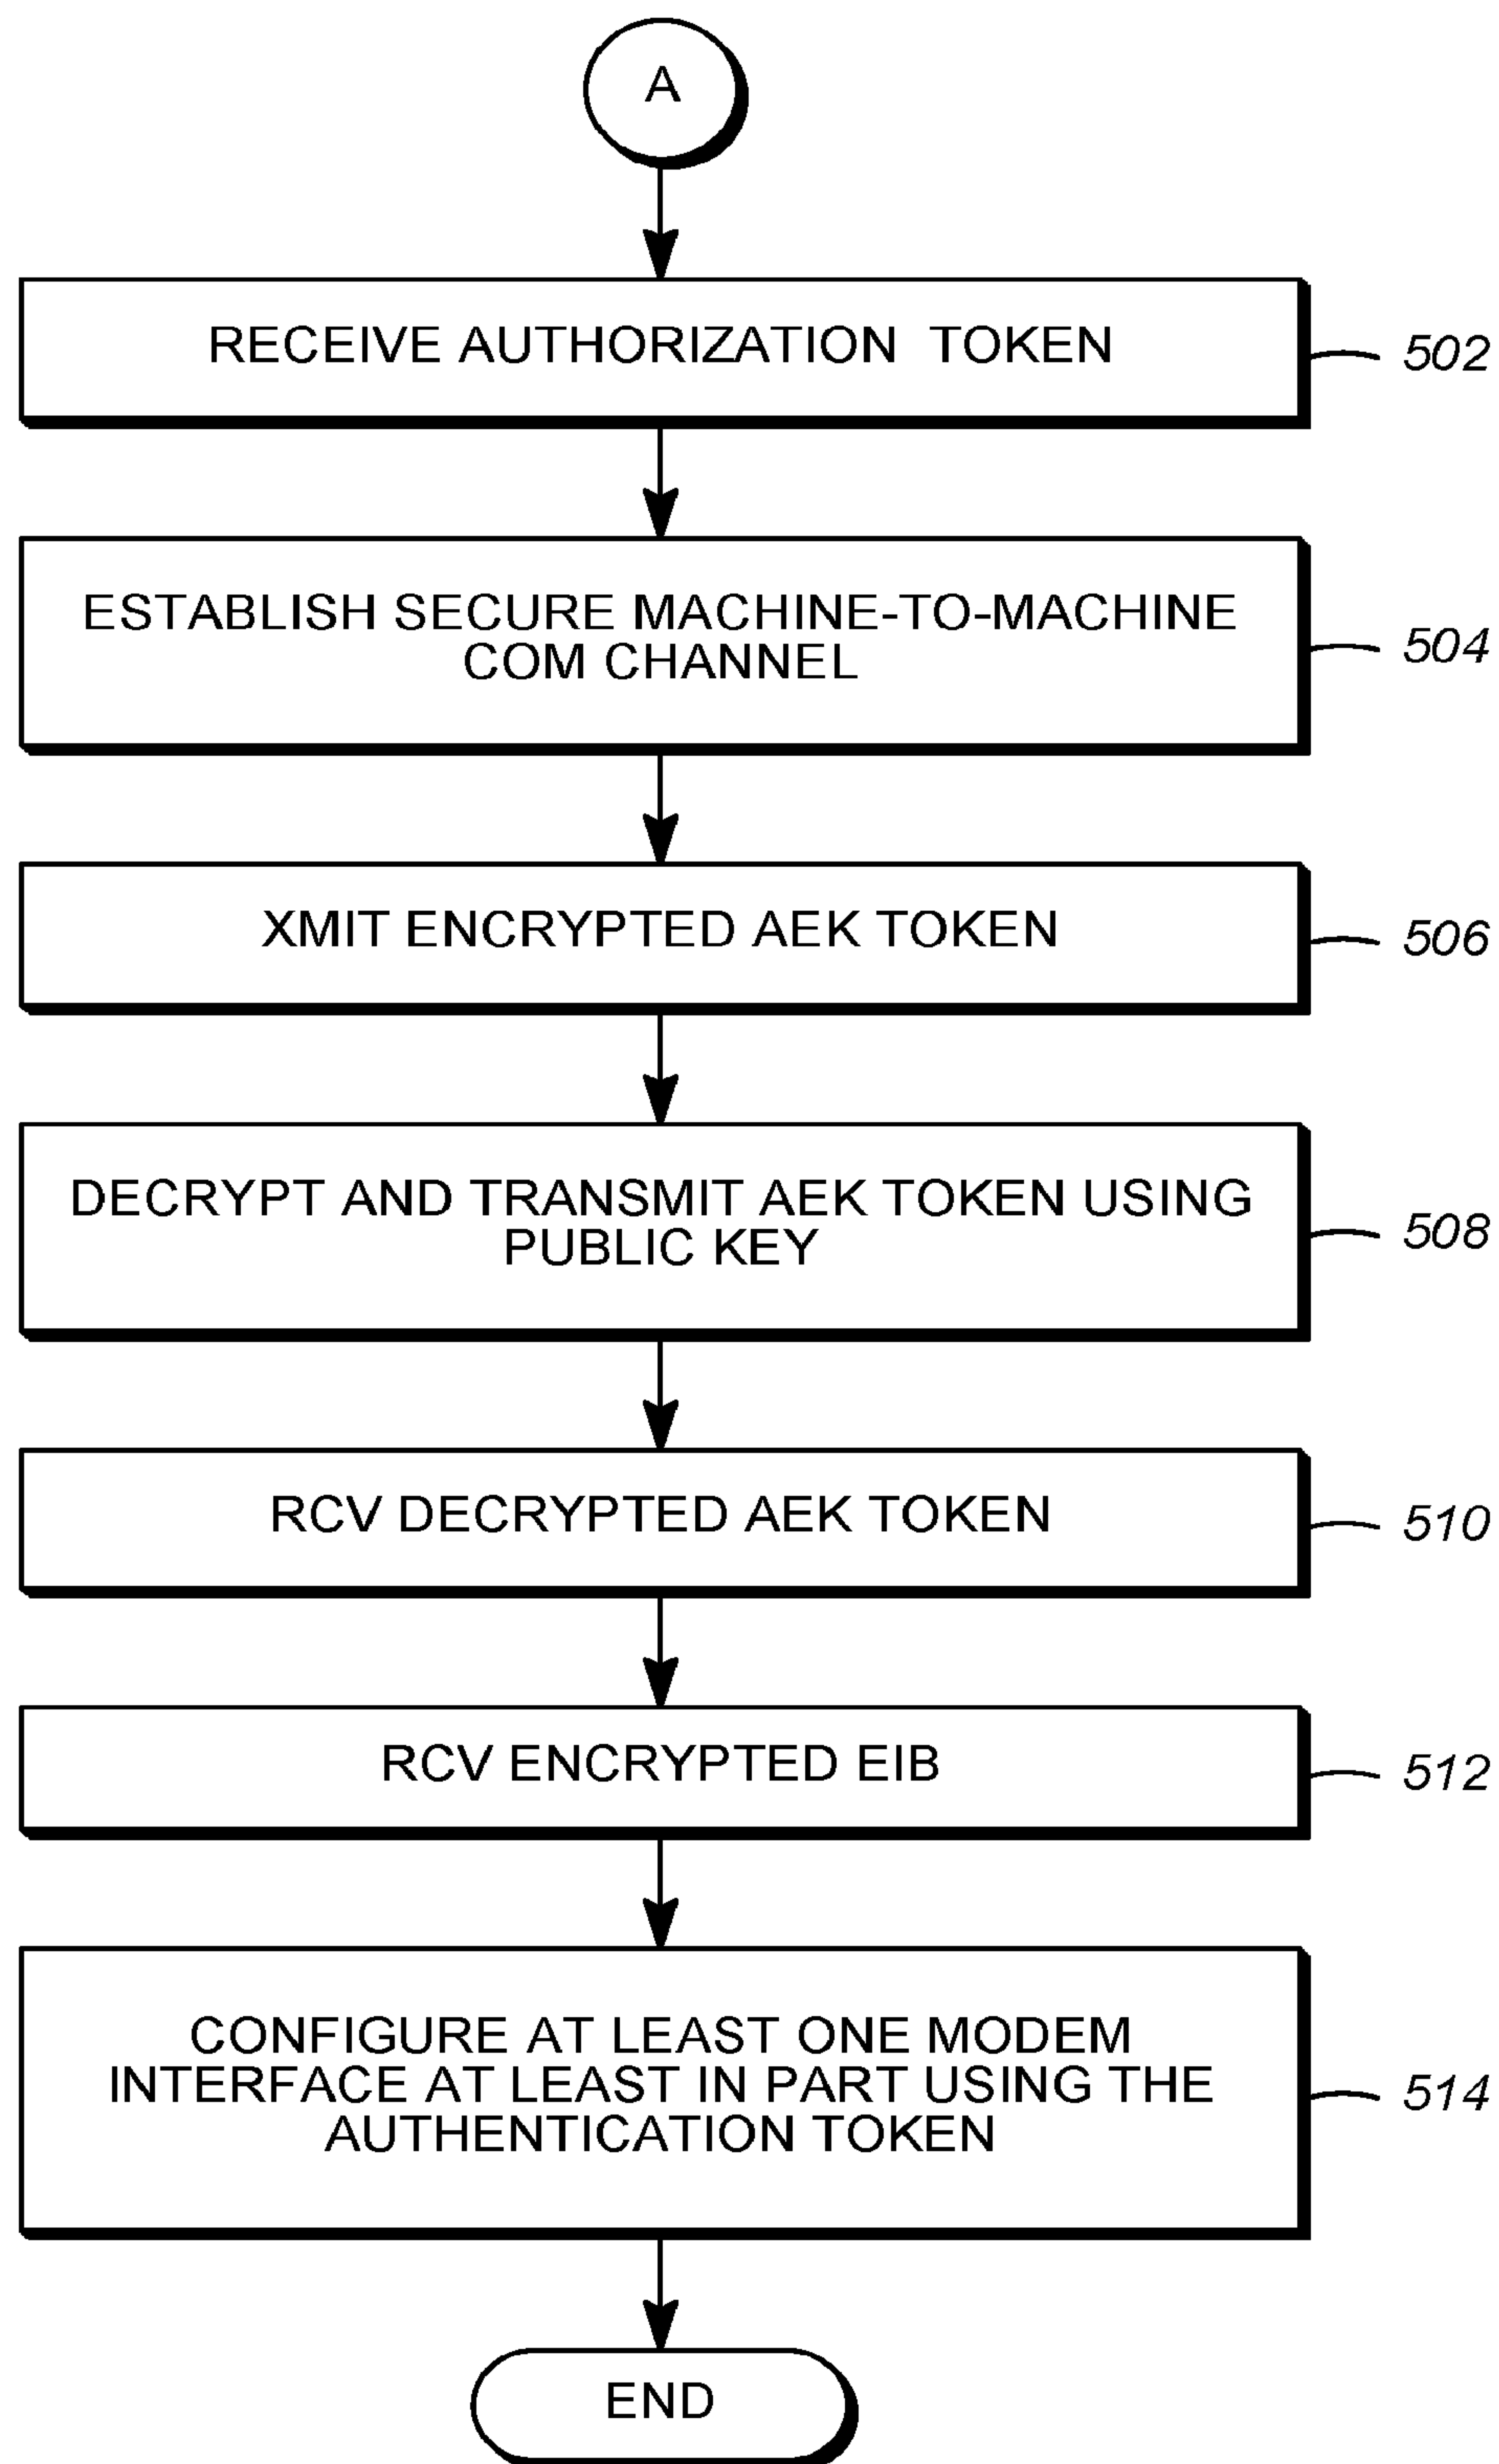 A
RECEIVE AUTHORIZATION TOKEN
502
ESTABLISH SECURE MACHINE-TO-MACHINE
COM CHANNEL
504
XMIT ENCRYPTED AEK TOKEN
506
DECRYPT AND TRANSMIT AEK TOKEN USING
PUBLIC KEY
508
RCV DECRYPTED AEK TOKEN
510
RCV ENCRYPTED EIB
512
CONFIGURE AT LEAST ONE MODEM
INTERFACE AT LEAST IN PART USING THE
AUTHENTICATION TOKEN
514
END